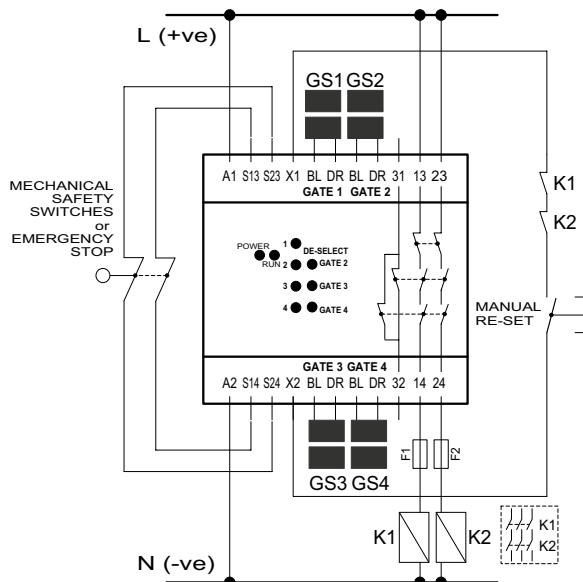 L (+ve)
GS1 GS2
A1 S13 S23 X1 BL DR BL DR 31 13 23
GATE 1 GATE 2
K1
K2
MECHANICAL
SAFETY
SWITCHES
or
EMERGENCY
STOP
POWER
RUN
1
DE-SELECT
2 GATE 2
3 GATE 3
4 GATE 4
MANUAL
RE-SET
GATE 3 GATE 4
A2 S14 S24 X2 BL DR BL DR 32 14 24
F1 F2
GS3 GS4
K1 K2
K1
K2
N (-ve)